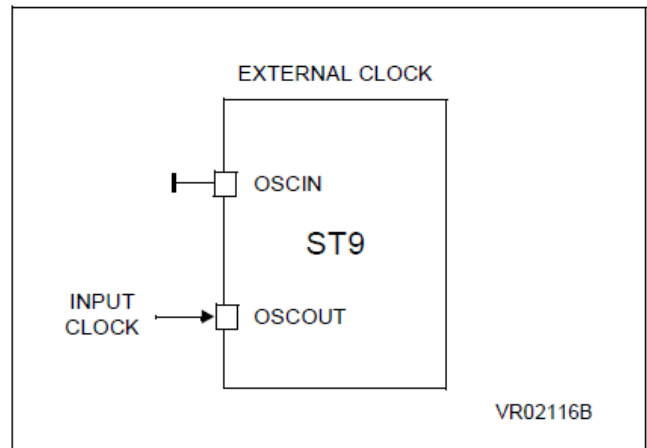 EXTERNAL CLOCK
OSCIN
ST9
INPUT
CLOCK
OSCOUT
VR02116B